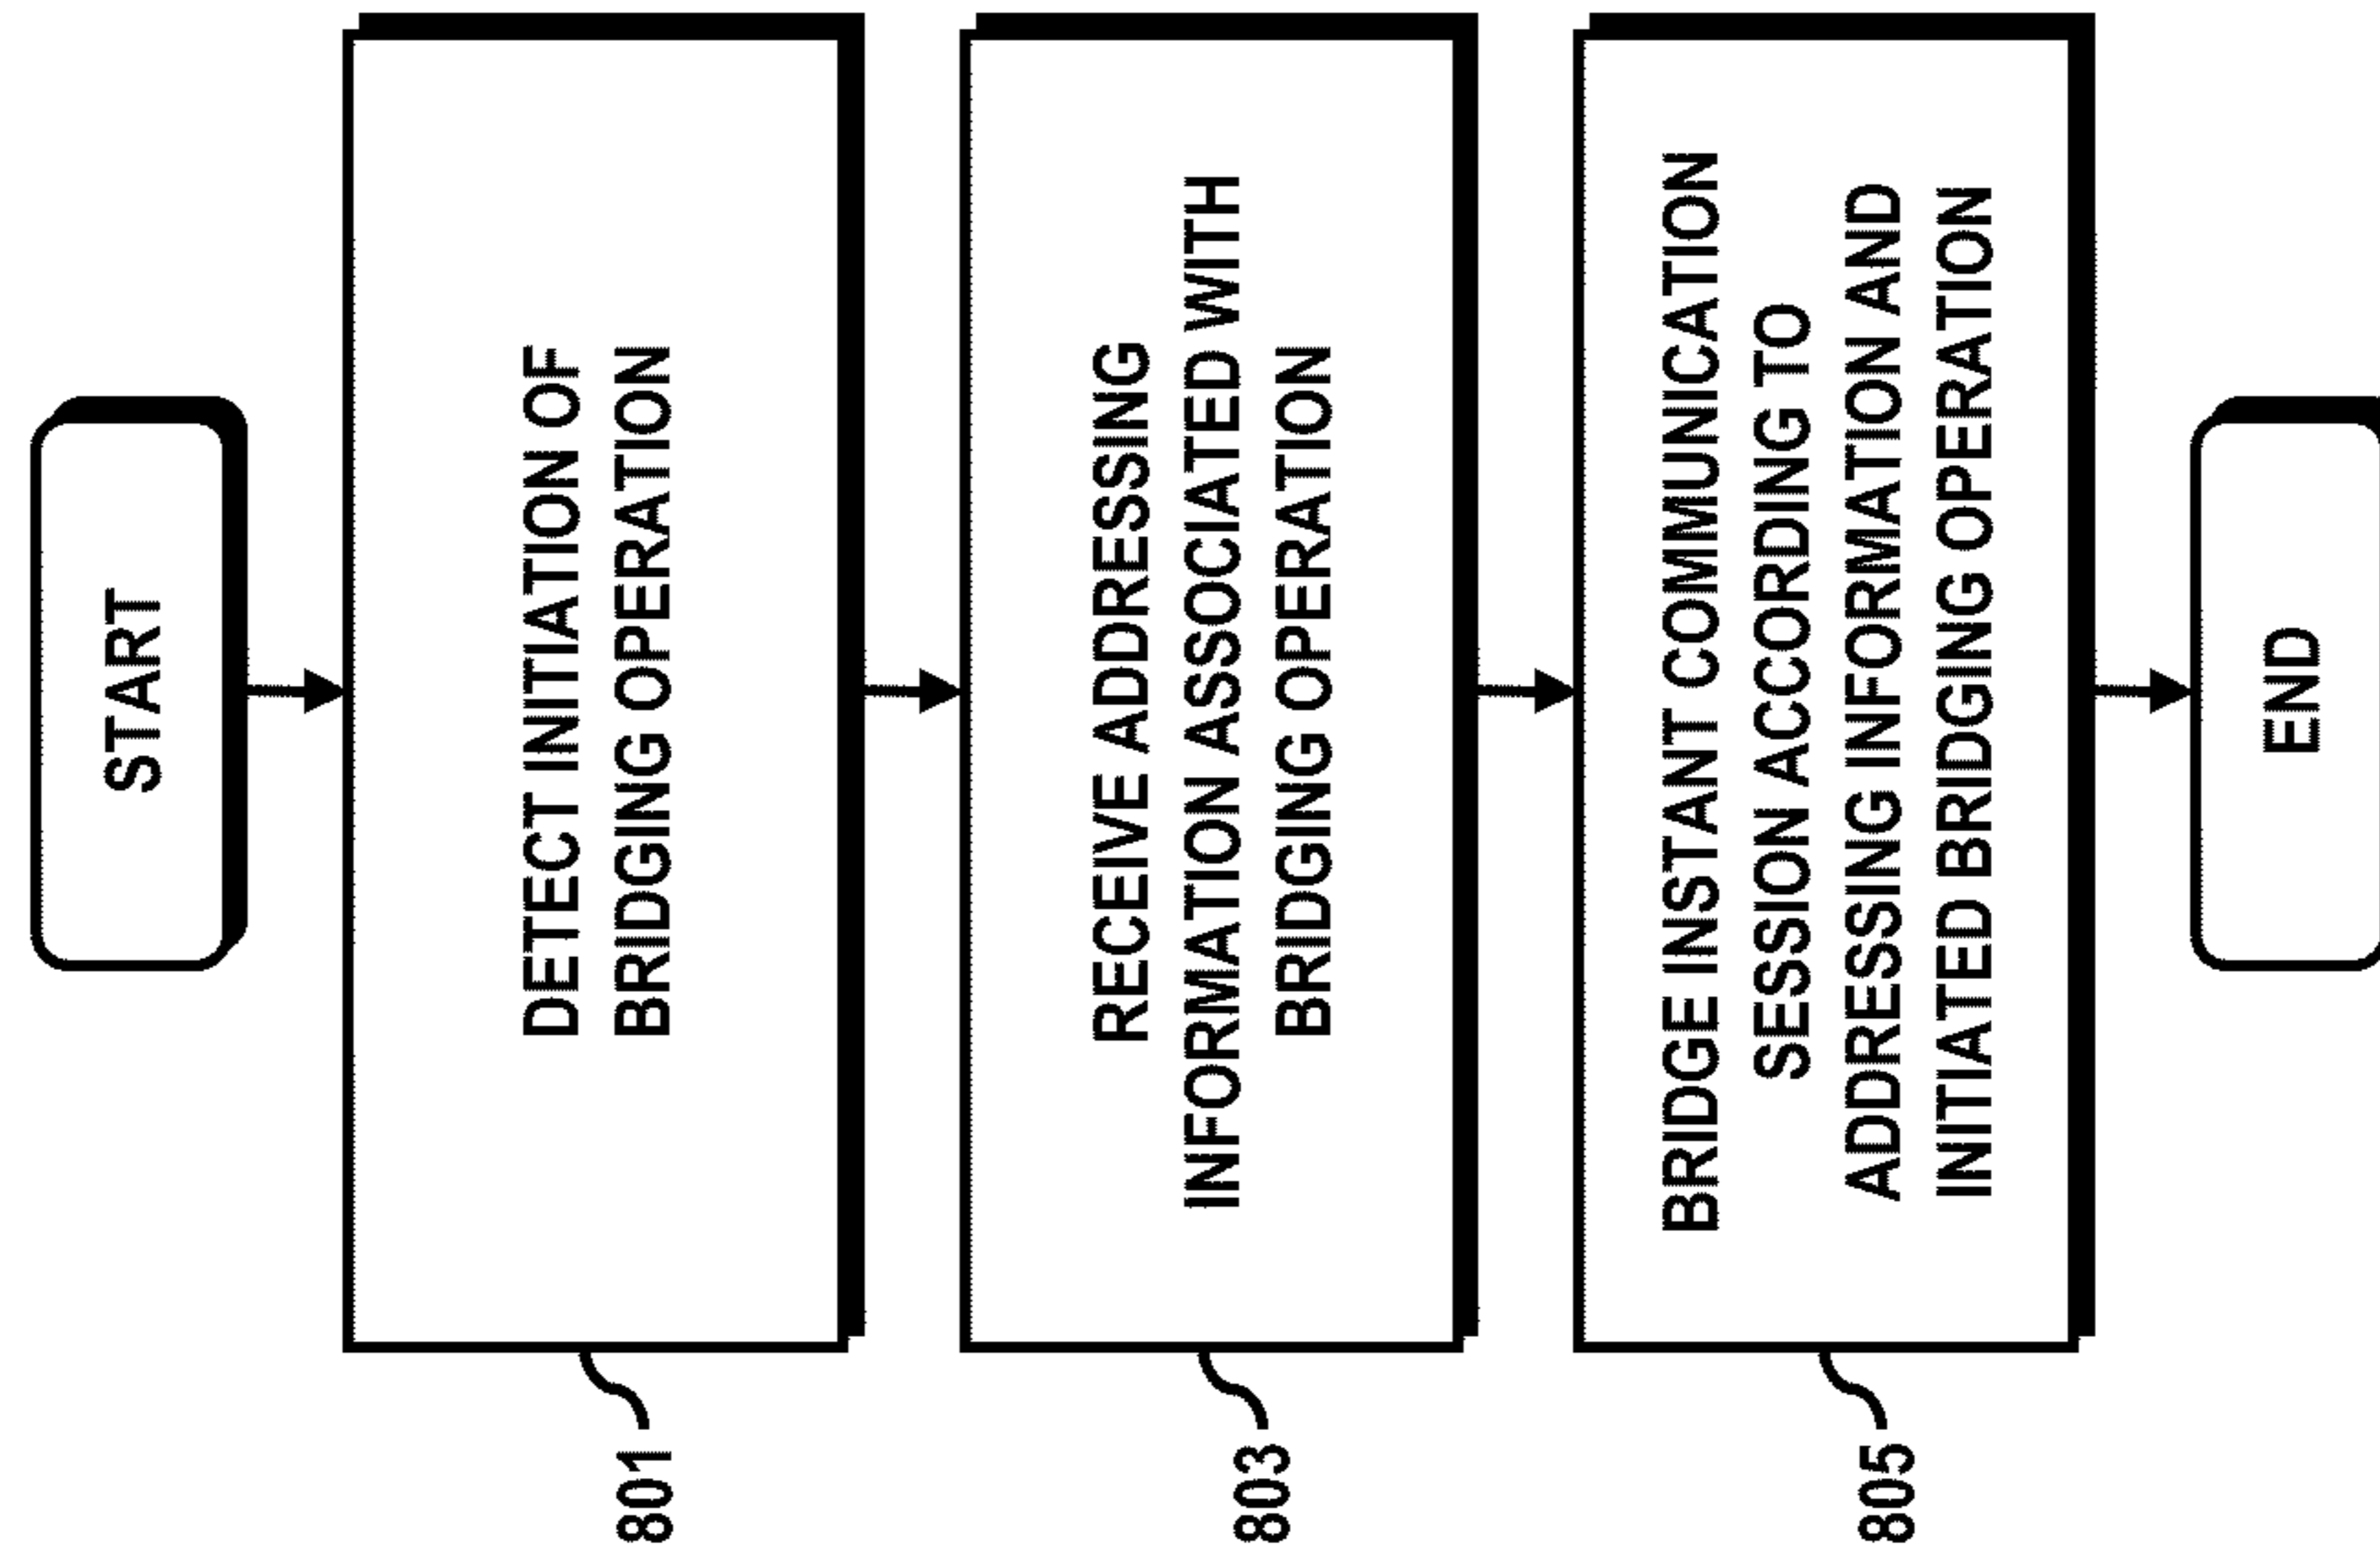 START
DETECT INITIATION OF
BRIDGING OPERATION
801
RECEIVE ADDRESSING
INFORMATION ASSOCIATED WITH
BRIDGING OPERATION
803
BRIDGE INSTANT COMMUNICATION
SESSION ACCORDING TO
ADDRESSING INFORMATION AND
INITIATED BRIDGING OPERATION
805
END